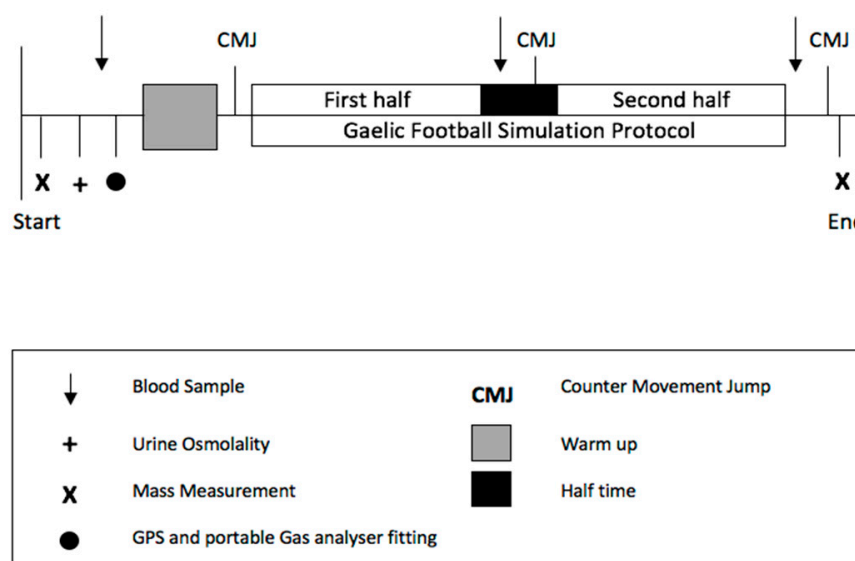 CMJ
CMJ
CMJ
First half
Second half
Gaelic Football Simulation Protocol
X
+
X
Start
En
Blood Sample
CMJ
Counter Movement Jump
+
Urine Osmolality
Warm up
X
Mass Measurement
Half time
GPS and portable Gas analyser fitting